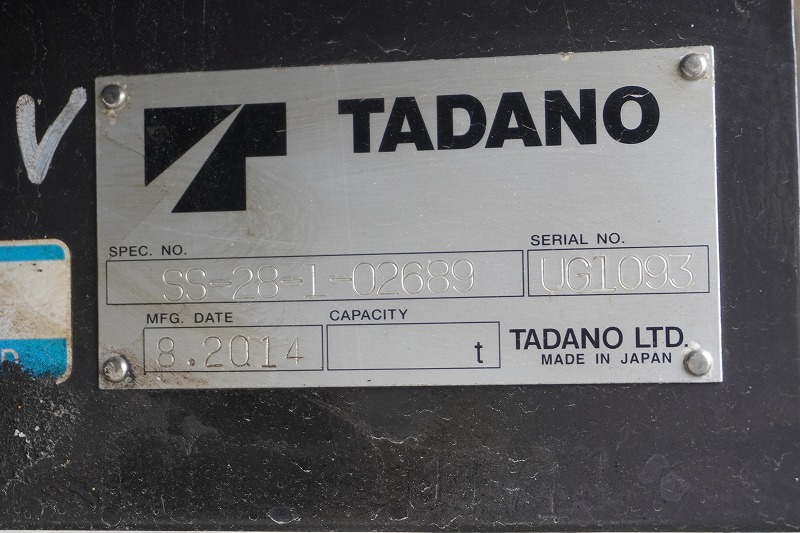 V
TADANO
SPEC. NO.
SERIAL NO.
SS-28-1-02689
UG1093
MFG. DATE
CAPACITY
8.2014
t
TADANO LTD.
MADE IN JAPAN